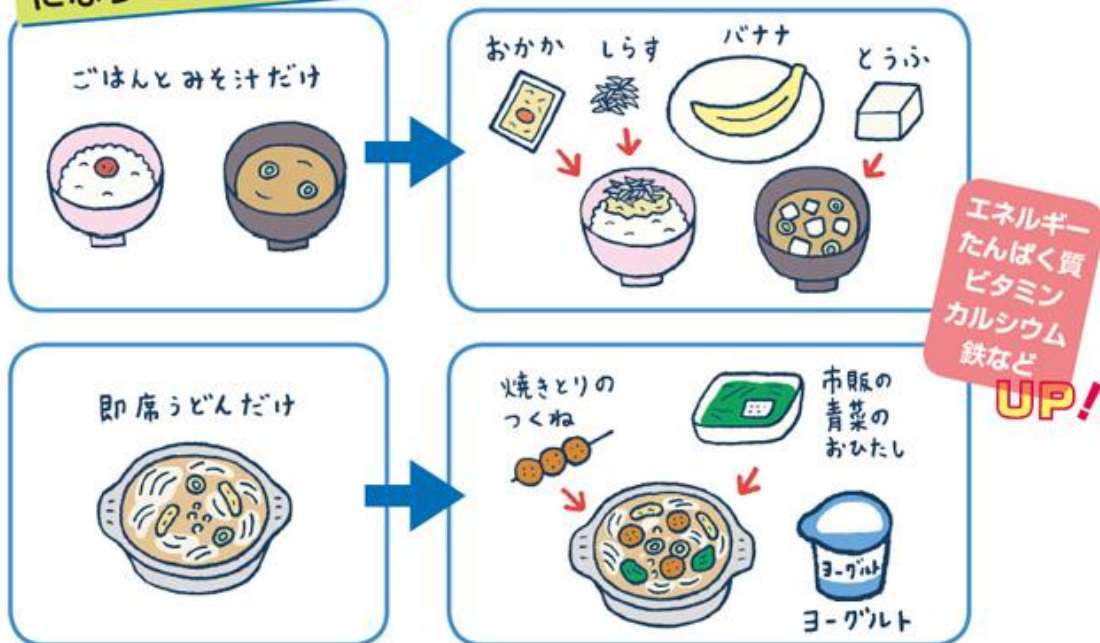 ごはんとみそ汁だけ
おかか
しらす
バナナ
とうふ
エネルギー
たんぱく質
ビタミン
カルシウム
鉄など
UP!
即席うどんだけ
焼きとりの
つくね
市販の
青菜の
おひたし
ヨーグルト
ヨーグルト